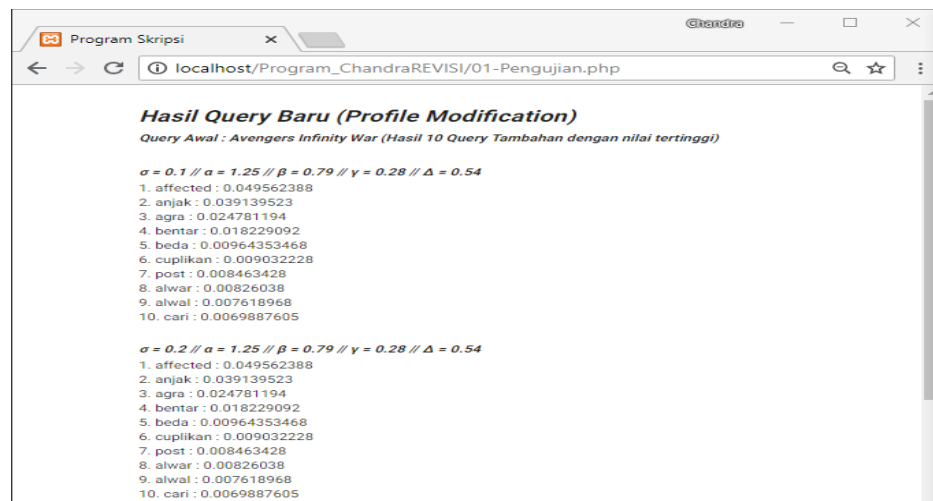 Chandra
Program Skripsi
localhost/Program_ChandraREVISI/01-Pengujian.php
Hasil Query Baru (Profile Modification)
Query Awal : Avengers Infinity War (Hasil 10 Query Tambahan dengan nilai tertinggi)
σ = 0.1 // α = 1.25 // β = 0.79 // γ = 0.28 // Δ = 0.54
1. affected : 0.049562388
2. anjak : 0.039139523
3. agra : 0.024781194
4. bentar : 0.018229092
5. beda : 0.00964353468
6. cuplikan : 0.009032228
7. post : 0.008463428
8. alwar : 0.00826038
9. alwal : 0.007618968
10. cari : 0.0069887605
σ = 0.2 // α = 1.25 // β = 0.79 // γ = 0.28 // Δ = 0.54
1. affected : 0.049562388
2. anjak : 0.039139523
3. agra : 0.024781194
4. bentar : 0.018229092
5. beda : 0.00964353468
6. cuplikan : 0.009032228
7. post : 0.008463428
8. alwar : 0.00826038
9. alwal : 0.007618968
10. cari : 0.0069887605